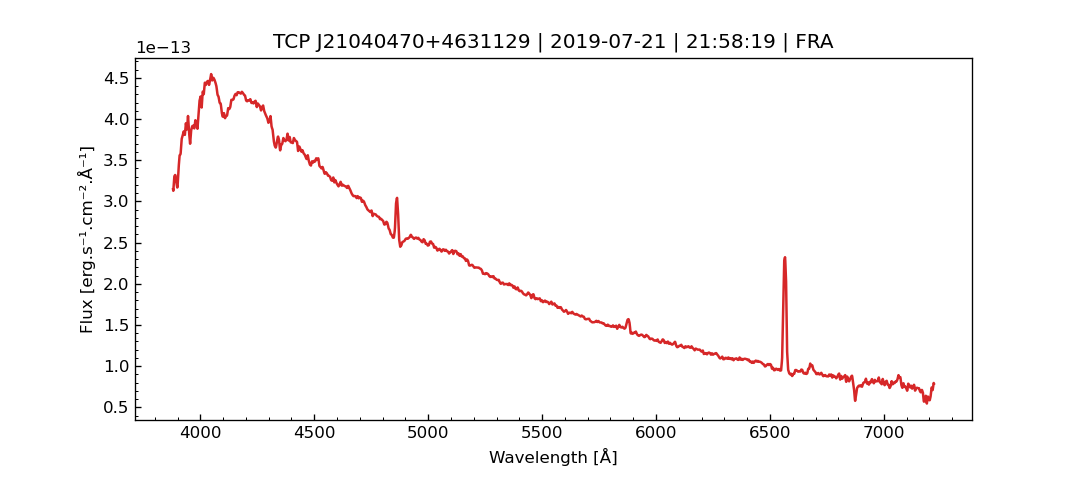 TCP J21040470+4631129 | 2019-07-21 | 21:58:19 | FRA
1e−13
4.5
4.0
3.5
3.0
2.5
2.0
1.5
1.0
0.5
Flux [erg.s⁻¹.cm⁻².Å⁻¹]
4000 4500 5000 5500 6000 6500 7000
Wavelength [Å]